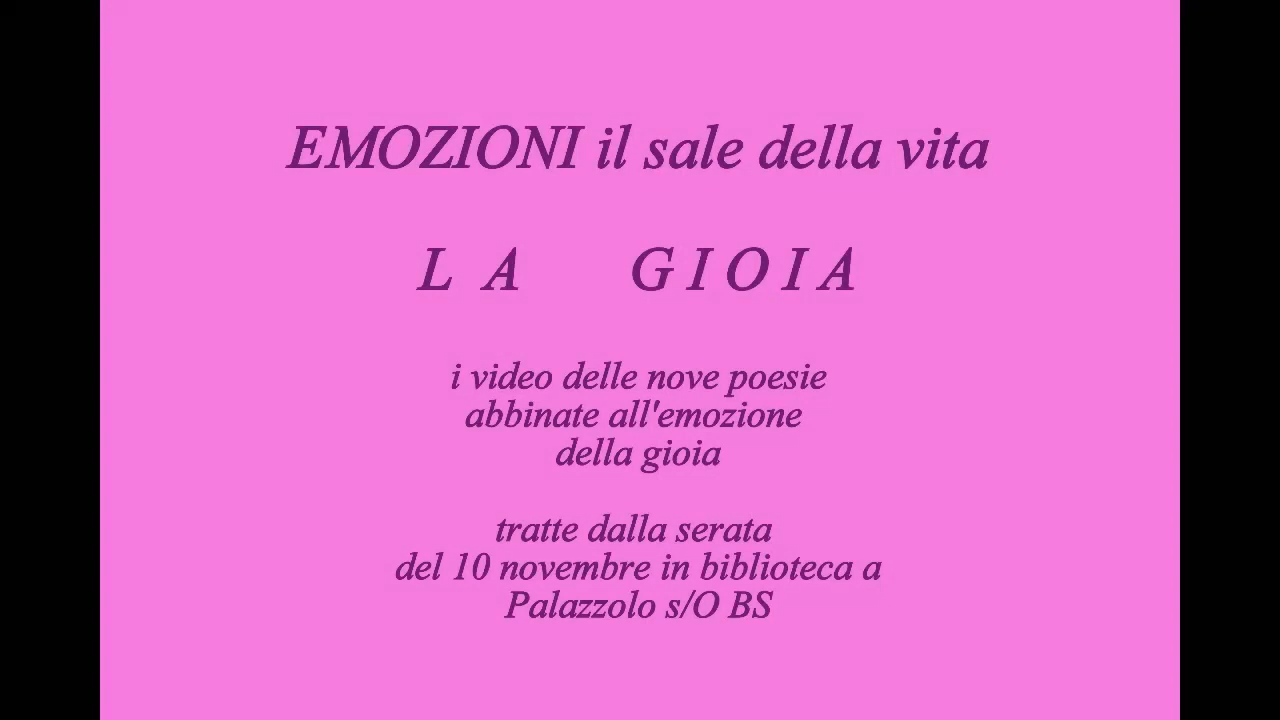 EMOZIONI il sale della vita
L A G I O I A
i video delle nove poesie
abbinate all'emozione
della gioia
tratte dalla serata
del 10 novembre in biblioteca a
Palazzolo s/O BS